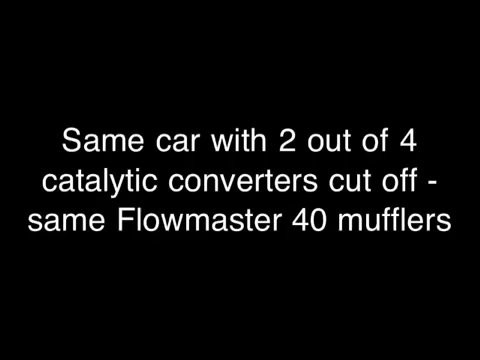 Same car with 2 out of 4
catalytic converters cut off -
same Flowmaster 40 mufflers